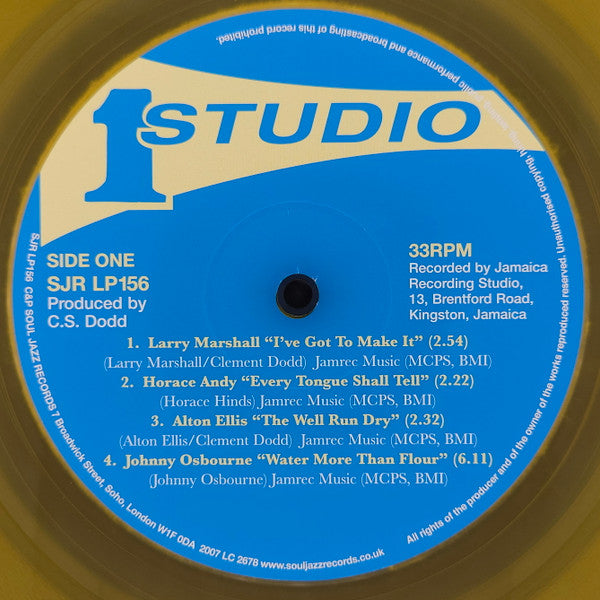 1 STUDIO
SIDE ONE
SJR LP156
Produced by
C.S. Dodd
33RPM
Recorded by Jamaica
Recording Studio,
13, Brentford Road,
Kingston, Jamaica
1. Larry Marshall “I’ve Got To Make It” (2.54)
(Larry Marshall/Clement Dodd) Jamrec Music (MCPS, BMI)
2. Horace Andy “Every Tongue Shall Tell” (2.22)
(Horace Hinds) Jamrec Music (MCPS, BMI)
3. Alton Ellis “The Well Run Dry” (2.32)
(Alton Ellis/Clement Dodd) Jamrec Music (MCPS, BMI)
4. Johnny Osbourne “Water More Than Flour” (6.11)
(Johnny Osbourne) Jamrec Music (MCPS, BMI)
SJR LP156 C&P SOUL JAZZ RECORDS 7 Broadwick Street, Soho, London W1F 0DA 2007 LC 2678 www.souljazzrecords.co.uk
All rights of the producer and of the owner of the works reproduced reserved. Unauthorised copying, public performance and broadcasting of this record prohibited.